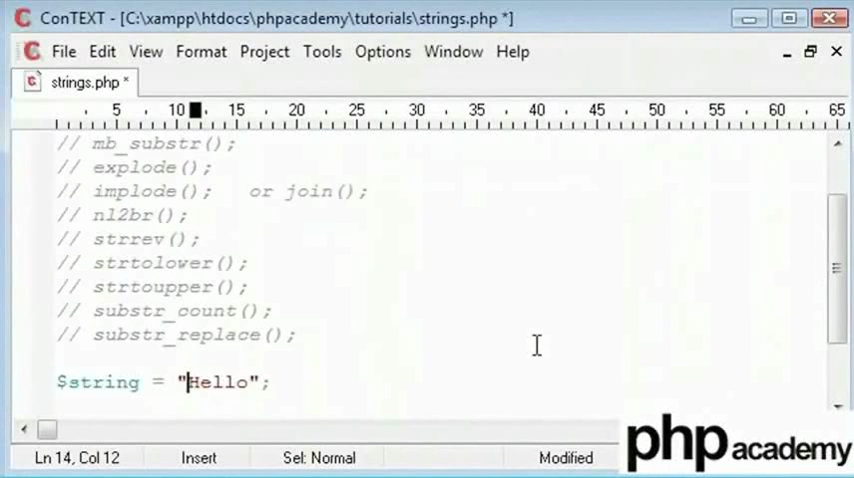 ConTEXT - [C:\xampp\htdocs\phpacademy\tutorials\strings.php *]
File Edit View Format Project Tools Options Window Help
strings.php *
5 10 15 20 25 30 35 40 45 50 55 60 65
// mb_substr();
// explode();
// implode(); or join();
// nl2br();
// strrev();
// strtolower();
// strtoupper();
// substr_count();
// substr_replace();
$string = "Hello";
Ln 14, Col 12 Insert Sel: Normal Modified
php academy